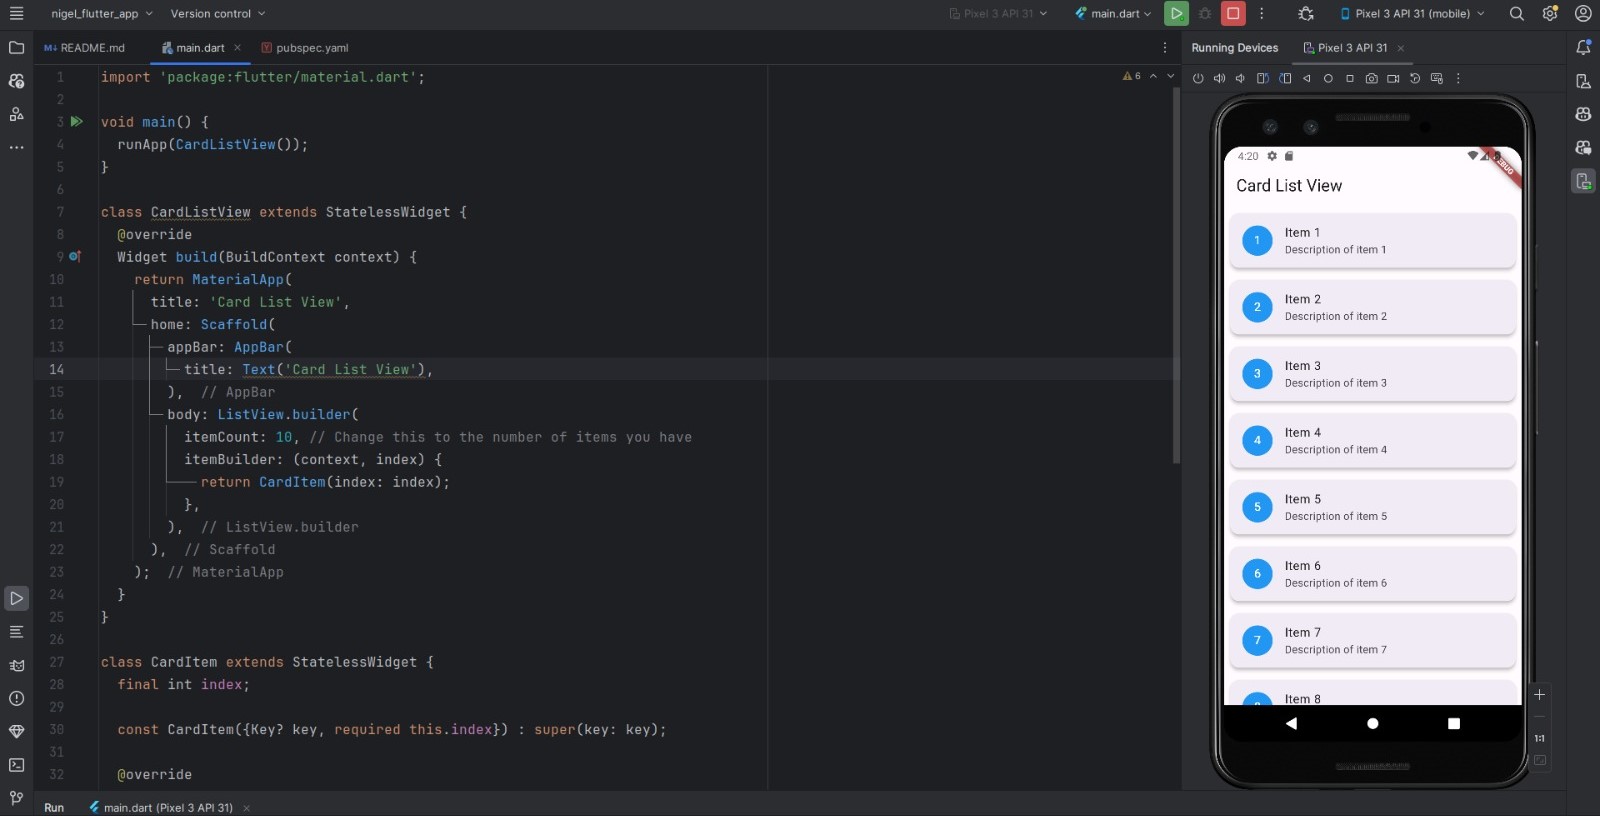 nigel_flutter_app Version control Pixel 3 API 31 main.dart Pixel 3 API 31 (mobile)
M↓ README.md main.dart pubspec.yaml Running Devices Pixel 3 API 31
1 import 'package:flutter/material.dart'; 6
2
3 void main() {
4 runApp(CardListView());
5 }
6
7 class CardListView extends StatelessWidget {
8 @override
9 Widget build(BuildContext context) {
10 return MaterialApp(
11 title: 'Card List View',
12 home: Scaffold(
13 appBar: AppBar(
14 title: Text('Card List View'),
15 ), // AppBar
16 body: ListView.builder(
17 itemCount: 10, // Change this to the number of items you have
18 itemBuilder: (context, index) {
19 return CardItem(index: index);
20 },
21 ), // ListView.builder
22 ), // Scaffold
23 ); // MaterialApp
24 }
25 }
26
27 class CardItem extends StatelessWidget {
28 final int index;
29
30 const CardItem({Key? key, required this.index}) : super(key: key);
31
32 @override
Run main.dart (Pixel 3 API 31)
4:20
DEBUG
Card List View
1 Item 1
Description of item 1
2 Item 2
Description of item 2
3 Item 3
Description of item 3
4 Item 4
Description of item 4
5 Item 5
Description of item 5
6 Item 6
Description of item 6
7 Item 7
Description of item 7
Item 8
1:1